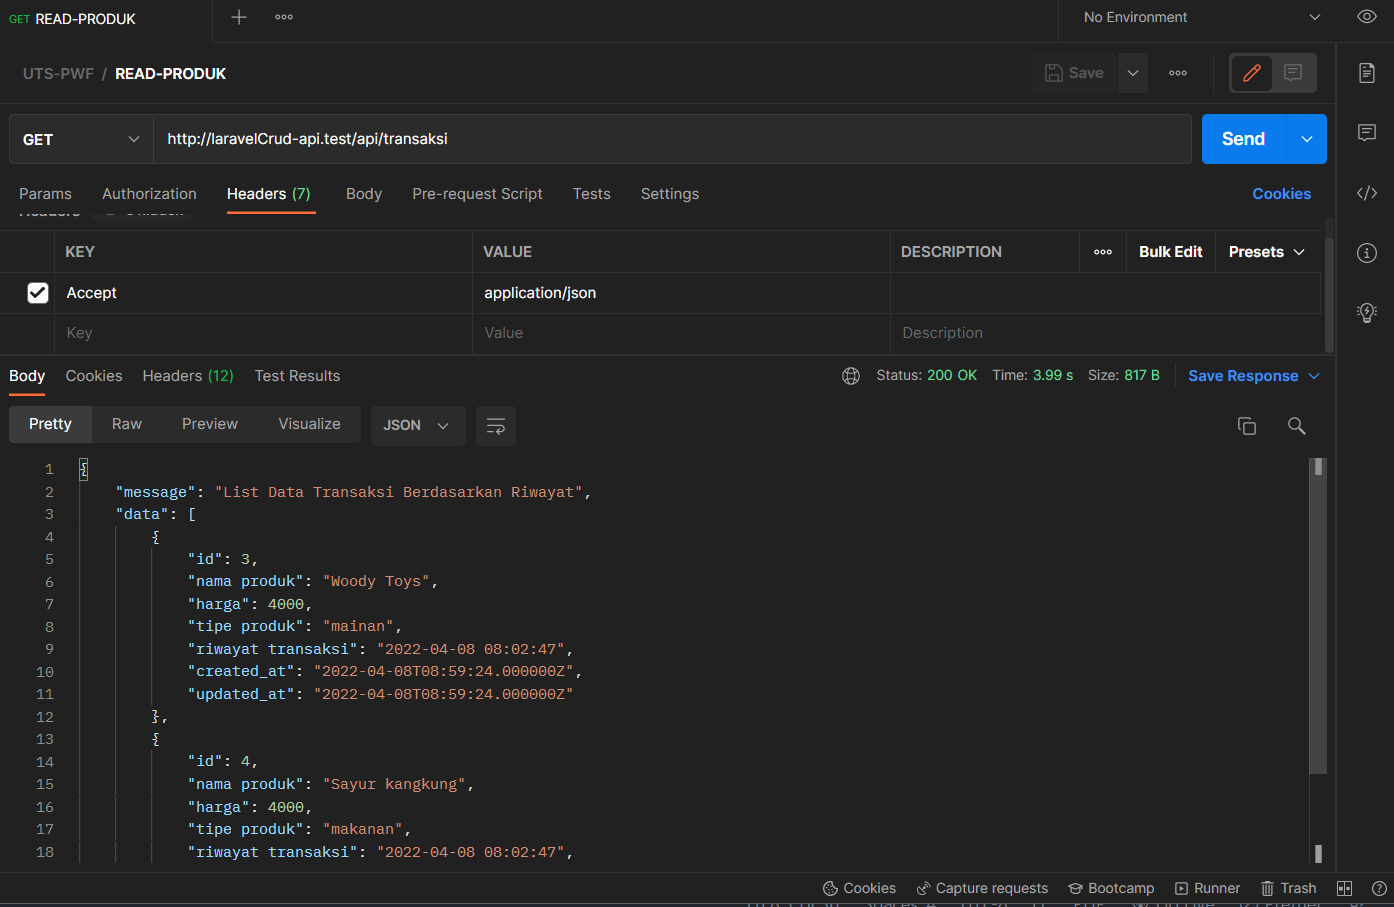 GET READ-PRODUK
No Environment
UTS-PWF / READ-PRODUK
Save
GET http://laravelCrud-api.test/api/transaksi
Send
Params Authorization Headers (7) Body Pre-request Script Tests Settings
Cookies
KEY VALUE DESCRIPTION Bulk Edit Presets
Accept application/json
Key Value Description
Body Cookies Headers (12) Test Results
Status: 200 OK Time: 3.99 s Size: 817 B Save Response
Pretty Raw Preview Visualize JSON
1 {
2 "message": "List Data Transaksi Berdasarkan Riwayat",
3 "data": [
4 {
5 "id": 3,
6 "nama produk": "Woody Toys",
7 "harga": 4000,
8 "tipe produk": "mainan",
9 "riwayat transaksi": "2022-04-08 08:02:47",
10 "created_at": "2022-04-08T08:59:24.000000Z",
11 "updated_at": "2022-04-08T08:59:24.000000Z"
12 },
13 {
14 "id": 4,
15 "nama produk": "Sayur kangkung",
16 "harga": 4000,
17 "tipe produk": "makanan",
18 "riwayat transaksi": "2022-04-08 08:02:47",
Cookies Capture requests Bootcamp Runner Trash